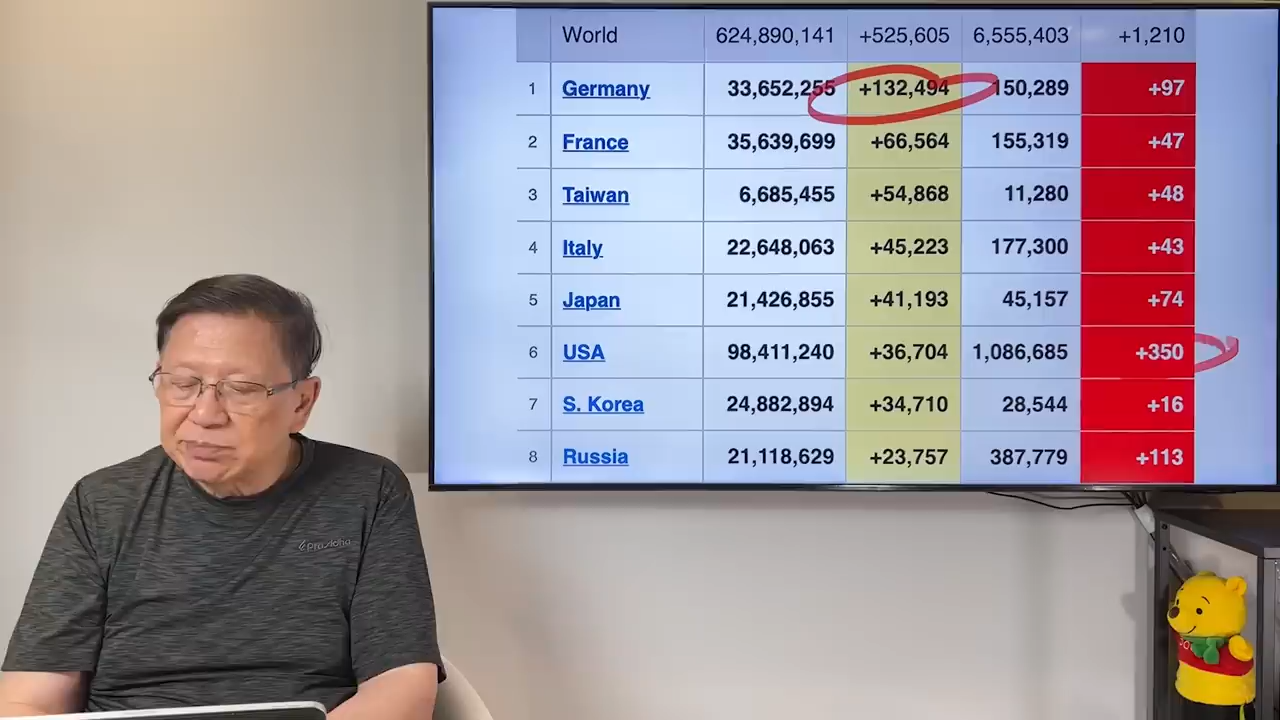 World 624,890,141 +525,605 6,555,403 +1,210
1 Germany 33,652,255 +132,494 150,289 +97
2 France 35,639,699 +66,564 155,319 +47
3 Taiwan 6,685,455 +54,868 11,280 +48
4 Italy 22,648,063 +45,223 177,300 +43
5 Japan 21,426,855 +41,193 45,157 +74
6 USA 98,411,240 +36,704 1,086,685 +350
7 S. Korea 24,882,894 +34,710 28,544 +16
8 Russia 21,118,629 +23,757 387,779 +113